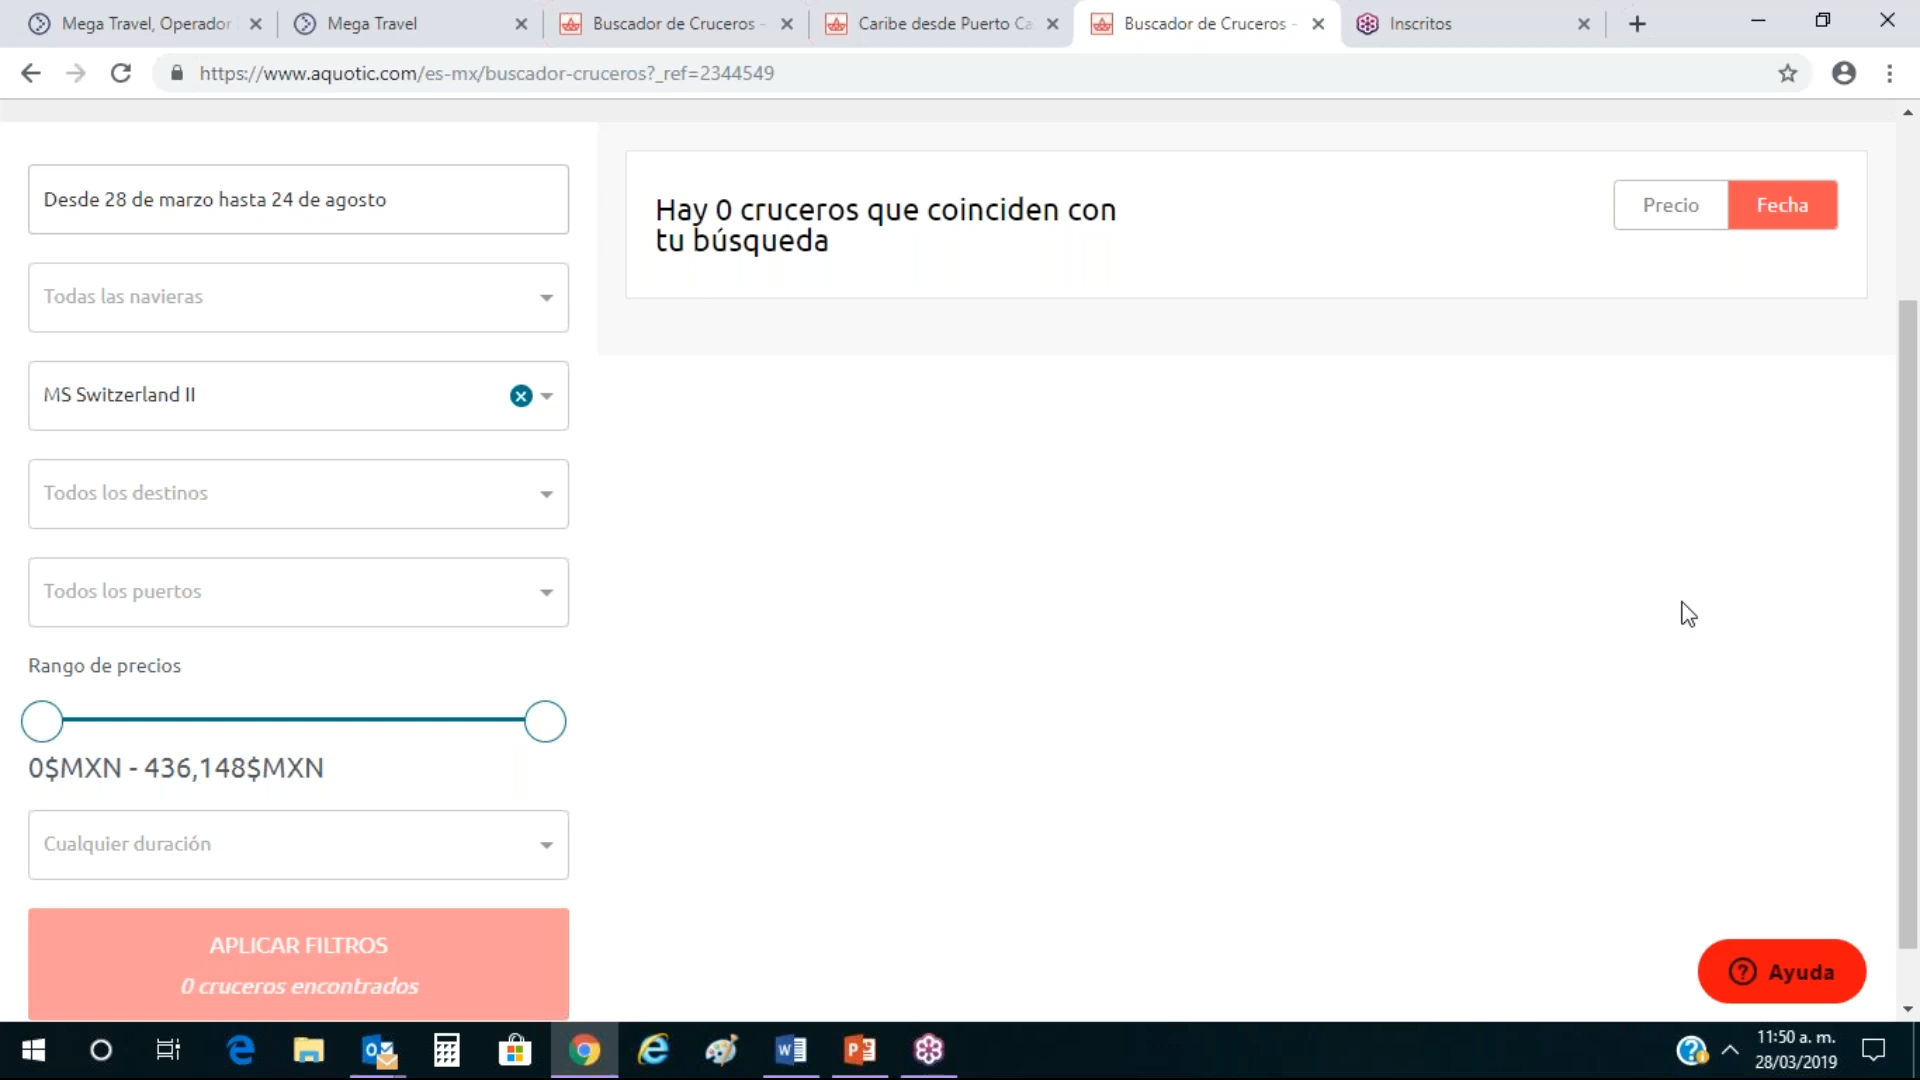 Mega Travel, Operador
Mega Travel
Buscador de Cruceros -
Caribe desde Puerto Ca
Buscador de Cruceros -
Inscritos
https://www.aquotic.com/es-mx/buscador-cruceros?_ref=2344549
Desde 28 de marzo hasta 24 de agosto
Todas las navieras
MS Switzerland II
Todos los destinos
Todos los puertos
Rango de precios
0$MXN - 436,148$MXN
Cualquier duración
APLICAR FILTROS
0 cruceros encontrados
Hay 0 cruceros que coinciden con
tu búsqueda
Precio
Fecha
Ayuda
11:50 a. m.
28/03/2019